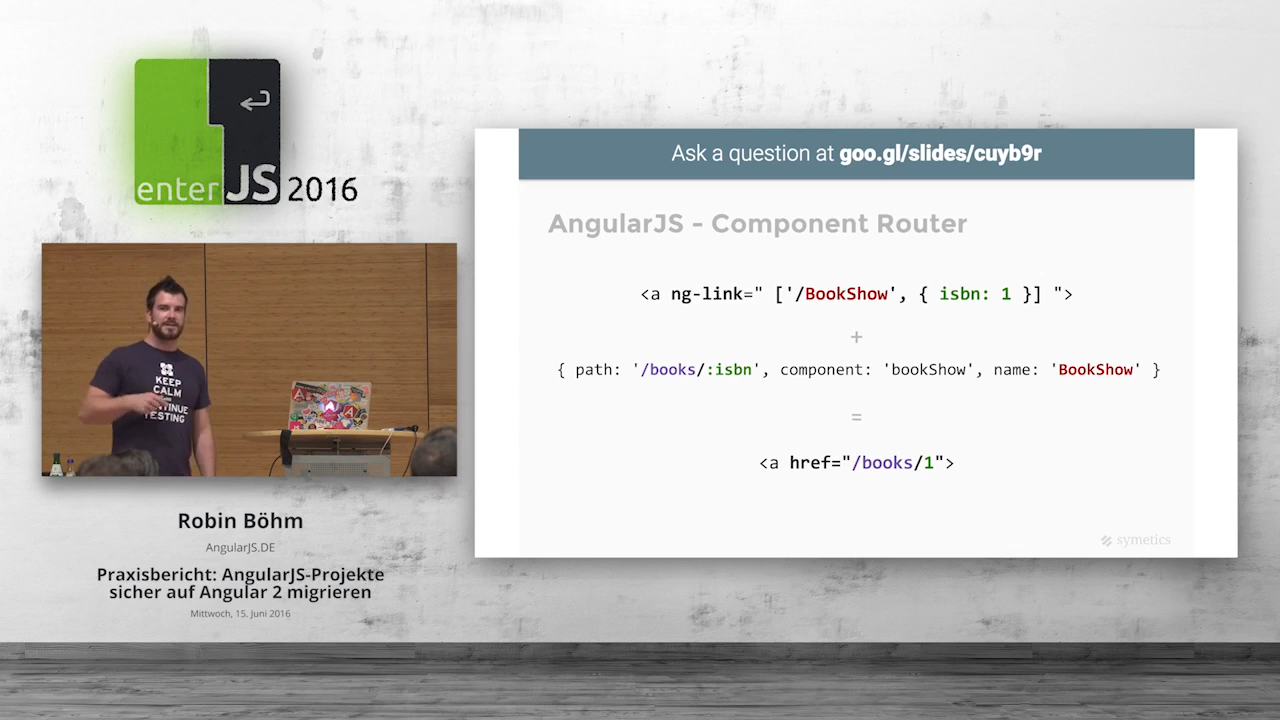 enterJS 2016
KEEP
CALM
TESTING
Robin Böhm
AngularJS.DE
Praxisbericht: AngularJS-Projekte
sicher auf Angular 2 migrieren
Mittwoch, 15. Juni 2016
Ask a question at goo.gl/slides/cuyb9r
AngularJS - Component Router
<a ng-link=" ['/BookShow', { isbn: 1 }] ">
+
{ path: '/books/:isbn', component: 'bookShow', name: 'BookShow' }
=
<a href="/books/1">
symetics